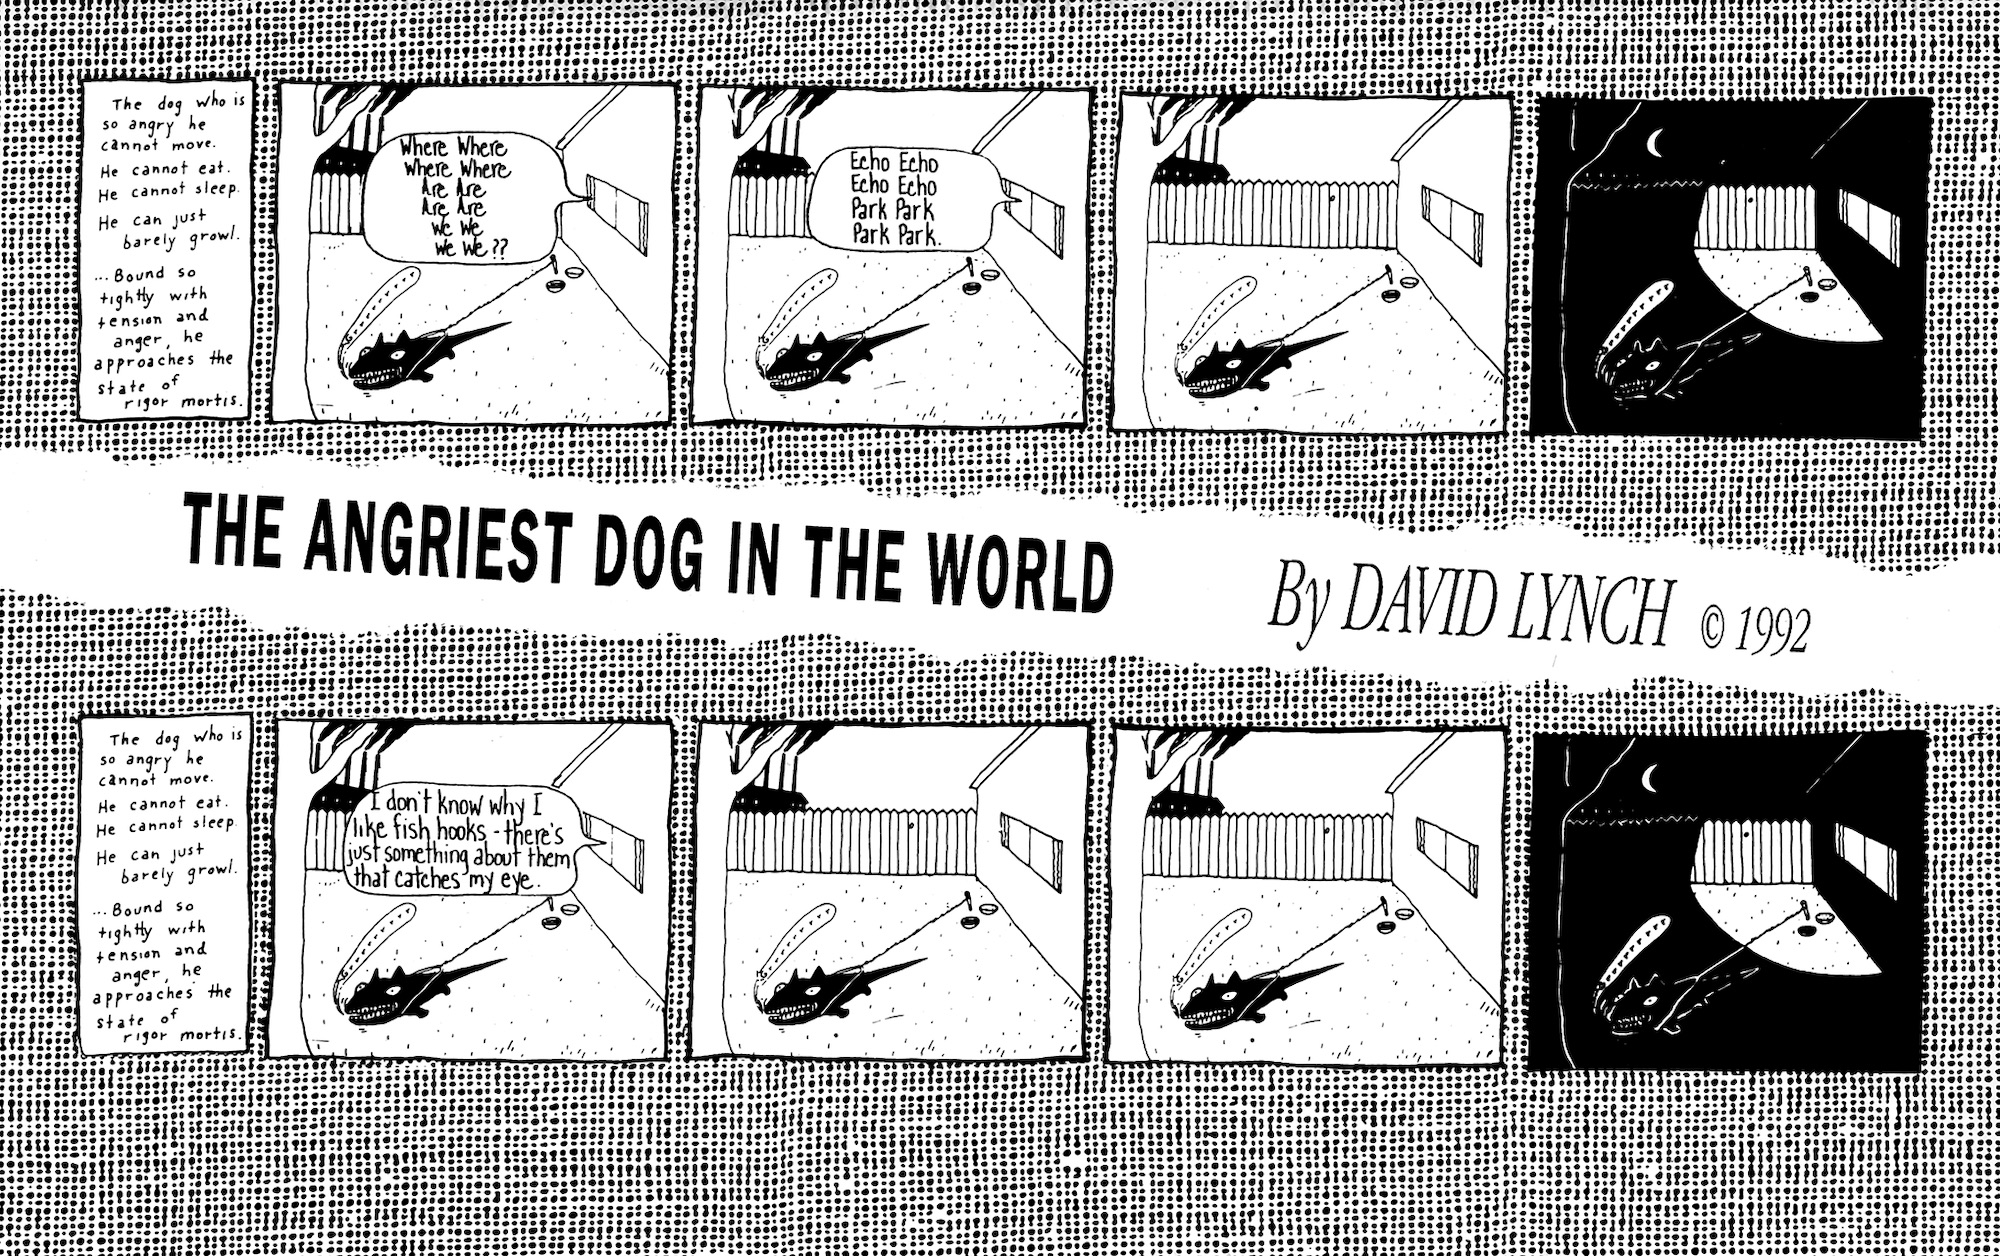 The dog who is
so angry he
cannot move.
He cannot eat.
He cannot sleep.
He can just
barely growl.
...Bound so
tightly with
tension and
anger, he
approaches the
state of
rigor mortis.
Where Where
Where Where
Are Are
Are Are
We We
We We??
Echo Echo
Echo Echo
Park Park
Park Park.
THE ANGRIEST DOG IN THE WORLD
By DAVID LYNCH © 1992
The dog who is
so angry he
cannot move.
He cannot eat.
He cannot sleep.
He can just
barely growl.
...Bound so
tightly with
tension and
anger, he
approaches the
state of
rigor mortis.
I don't know why I
like fish hooks - there's
just something about them
that catches my eye.